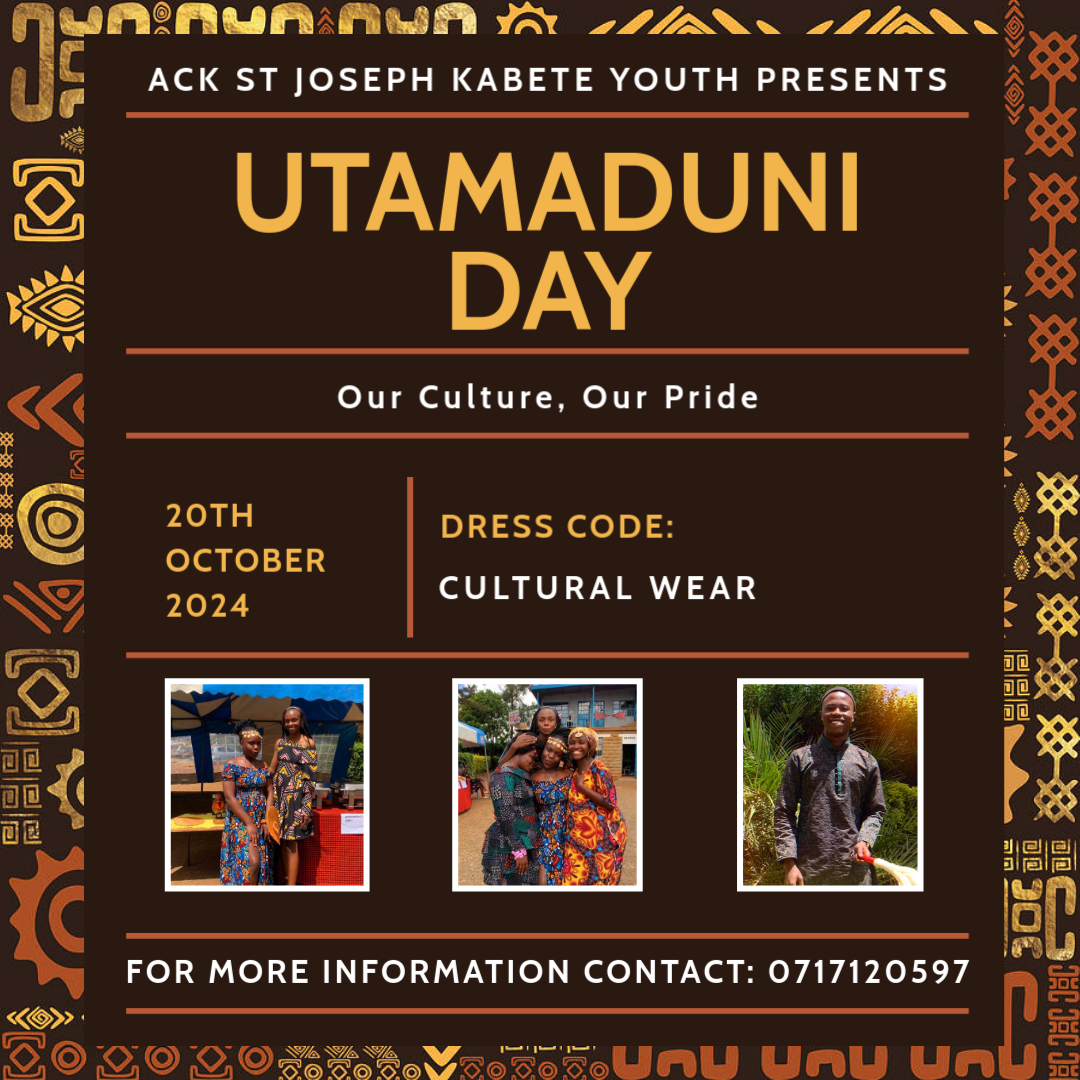 ACK ST JOSEPH KABETE YOUTH PRESENTS
UTAMADUNI
DAY
Our Culture, Our Pride
20TH
OCTOBER
2024
DRESS CODE:
CULTURAL WEAR
FOR MORE INFORMATION CONTACT: 0717120597